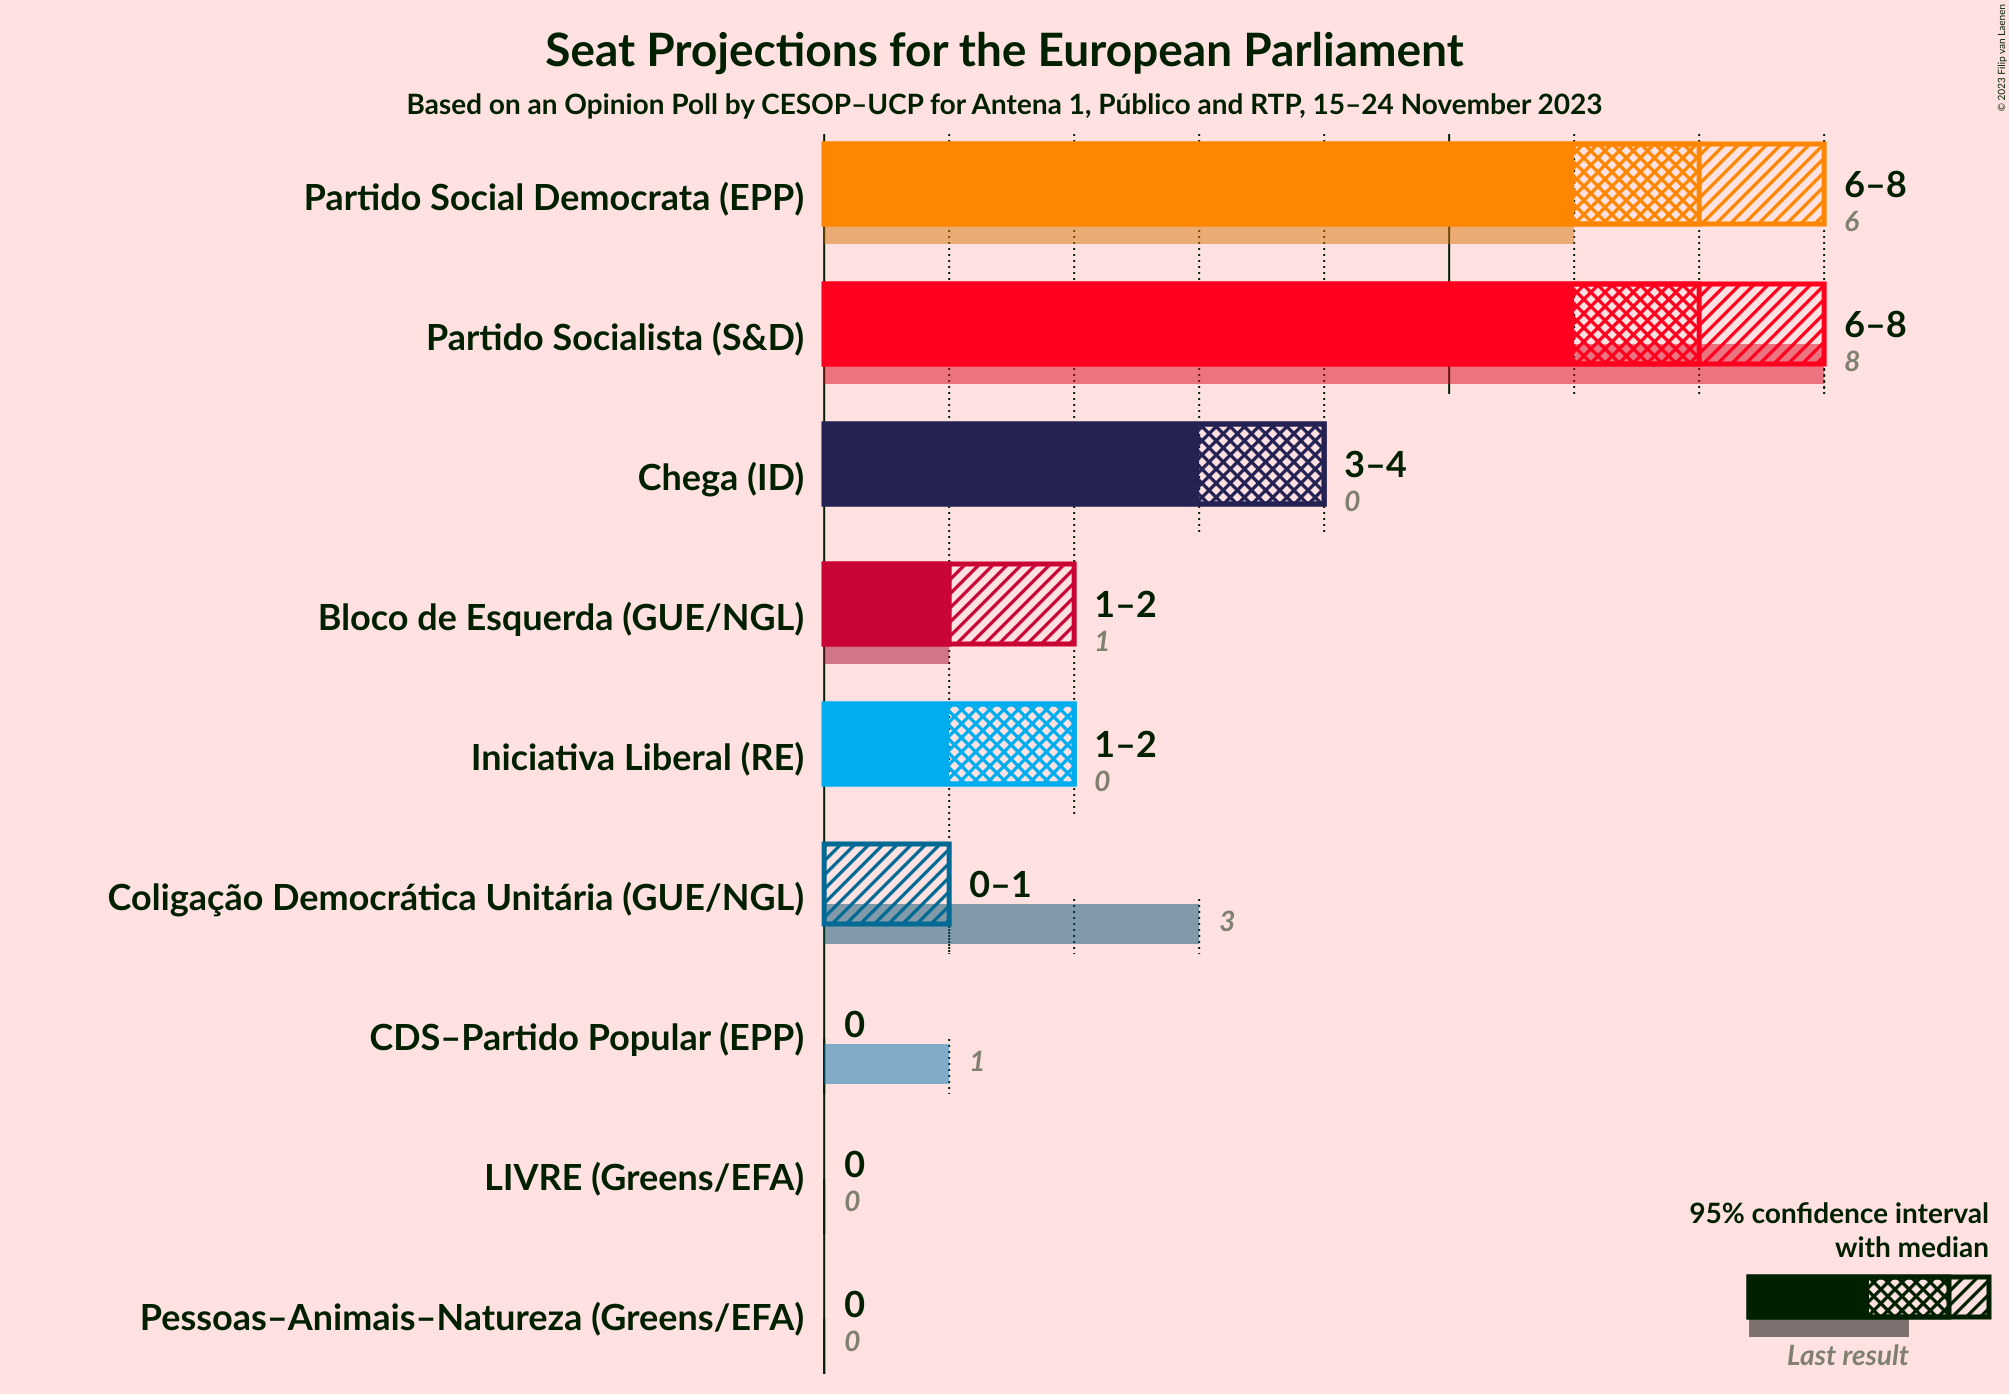 Seat Projections for the European Parliament
Based on an Opinion Poll by CESOP–UCP for Antena 1, Público and RTP, 15–24 November 2023
© 2023 Filip van Laenen
Partido Social Democrata (EPP)
6–8
6
Partido Socialista (S&D)
6–8
8
Chega (ID)
3–4
0
Bloco de Esquerda (GUE/NGL)
1–2
1
Iniciativa Liberal (RE)
1–2
0
Coligação Democrática Unitária (GUE/NGL)
0–1
3
CDS–Partido Popular (EPP)
0
1
LIVRE (Greens/EFA)
0
0
Pessoas–Animais–Natureza (Greens/EFA)
0
0
95% confidence interval
with median
Last result